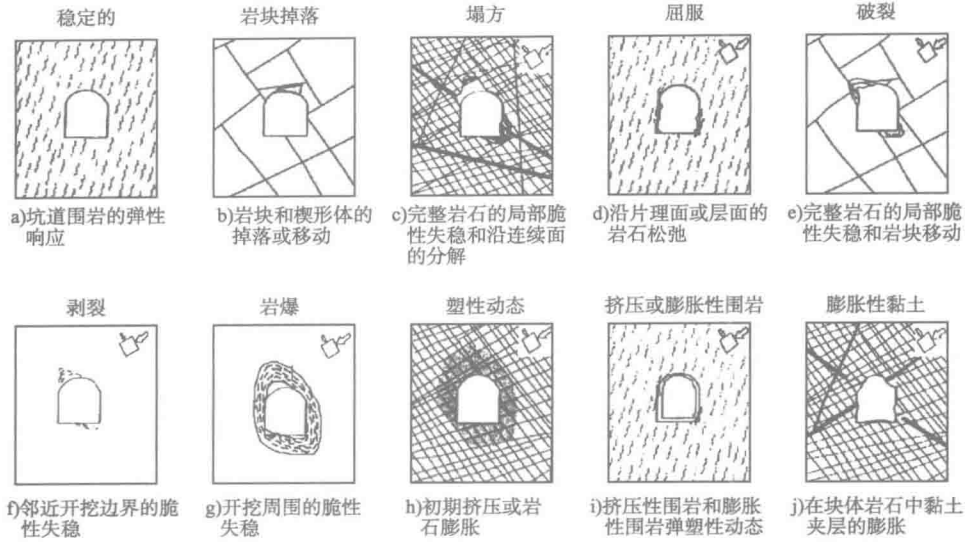 稳定的
岩块掉落
塌方
屈服
破裂
a)坑道围岩的弹性
响应
b)岩块和楔形体的
掉落或移动
c)完整岩石的局部脆
性失稳和沿连续面
的分解
d)沿片理面或层面的
岩石松弛
e)完整岩石的局部脆
性失稳和岩块移动
剥裂
岩爆
塑性动态
挤压或膨胀性围岩
膨胀性黏土
f)邻近开挖边界的脆
性失稳
g)开挖周围的脆性
失稳
h)初期挤压或岩
石膨胀
i)挤压性围岩和膨胀
性围岩弹塑性动态
j)在块体岩石中黏土
夹层的膨胀